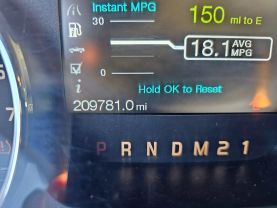 Instant MPG
150 mi to E
30
18.1 AVG MPG
0
Hold OK to Reset
209781.0 mi
7
P R N D M 2 1